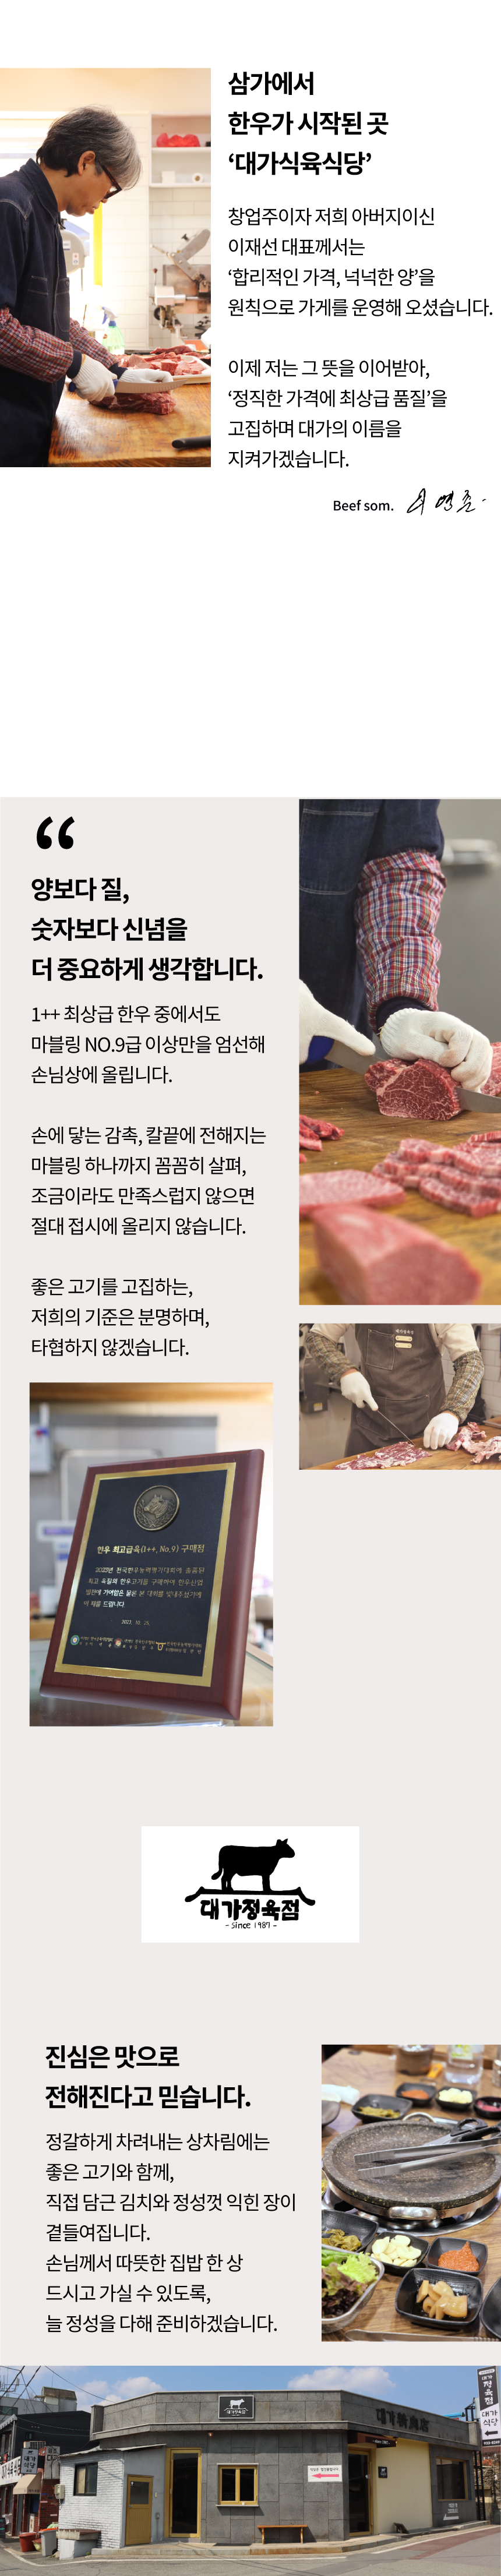 삼가에서
한우가 시작된 곳
‘대가식육식당’
창업주이자 저희 아버지이신
이재선 대표께서는
‘합리적인 가격, 넉넉한 양’을
원칙으로 가게를 운영해 오셨습니다.
이제 저는 그 뜻을 이어받아,
‘정직한 가격에 최상급 품질’을
고집하며 대가의 이름을
지켜가겠습니다.
Beef som.
“
양보다 질,
숫자보다 신념을
더 중요하게 생각합니다.
1++ 최상급 한우 중에서도
마블링 NO.9급 이상만을 엄선해
손님상에 올립니다.
손에 닿는 감촉, 칼끝에 전해지는
마블링 하나까지 꼼꼼히 살펴,
조금이라도 만족스럽지 않으면
절대 접시에 올리지 않습니다.
좋은 고기를 고집하는,
저희의 기준은 분명하며,
타협하지 않겠습니다.
한우 최고급육(1++, No.9) 구매점
대가정육점
- since 1987 -
진심은 맛으로
전해진다고 믿습니다.
정갈하게 차려내는 상차림에는
좋은 고기와 함께,
직접 담근 김치와 정성껏 익힌 장이
곁들여집니다.
손님께서 따뜻한 집밥 한 상
드시고 가실 수 있도록,
늘 정성을 다해 준비하겠습니다.
대가정육점
정육점
대가
식당